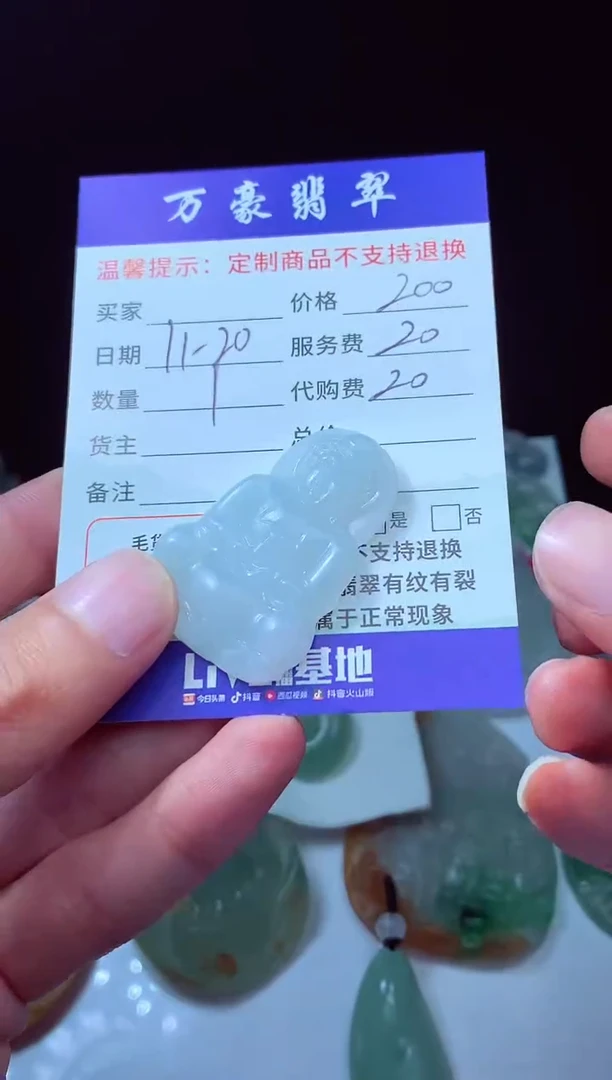 万豪翡翠
温馨提示：定制商品不支持退换
买家 价格 200
日期 11-20 服务费 20
数量 1 代购费 20
货主
备注
是 否
不支持退换
翡翠有纹有裂
属于正常现象
基地
今日头条 抖音 西瓜视频 抖音火山版